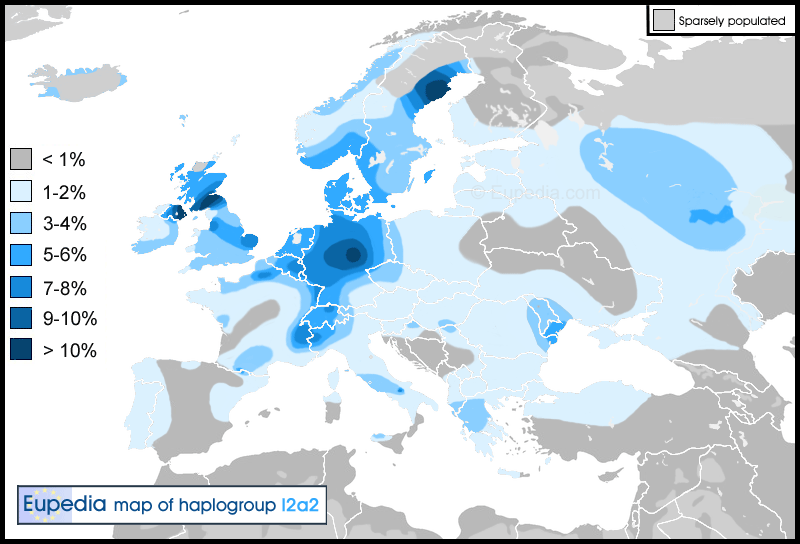 Sparsely populated
< 1%
1-2%
3-4%
5-6%
7-8%
9-10%
> 10%
© Eupedia.com
Eupedia map of haplogroup I2a2